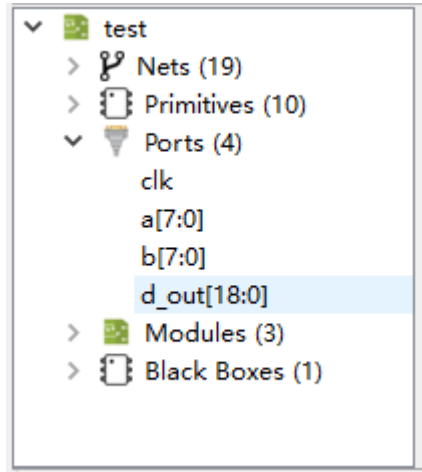 test
Nets (19)
Primitives (10)
Ports (4)
clk
a[7:0]
b[7:0]
d_out[18:0]
Modules (3)
Black Boxes (1)